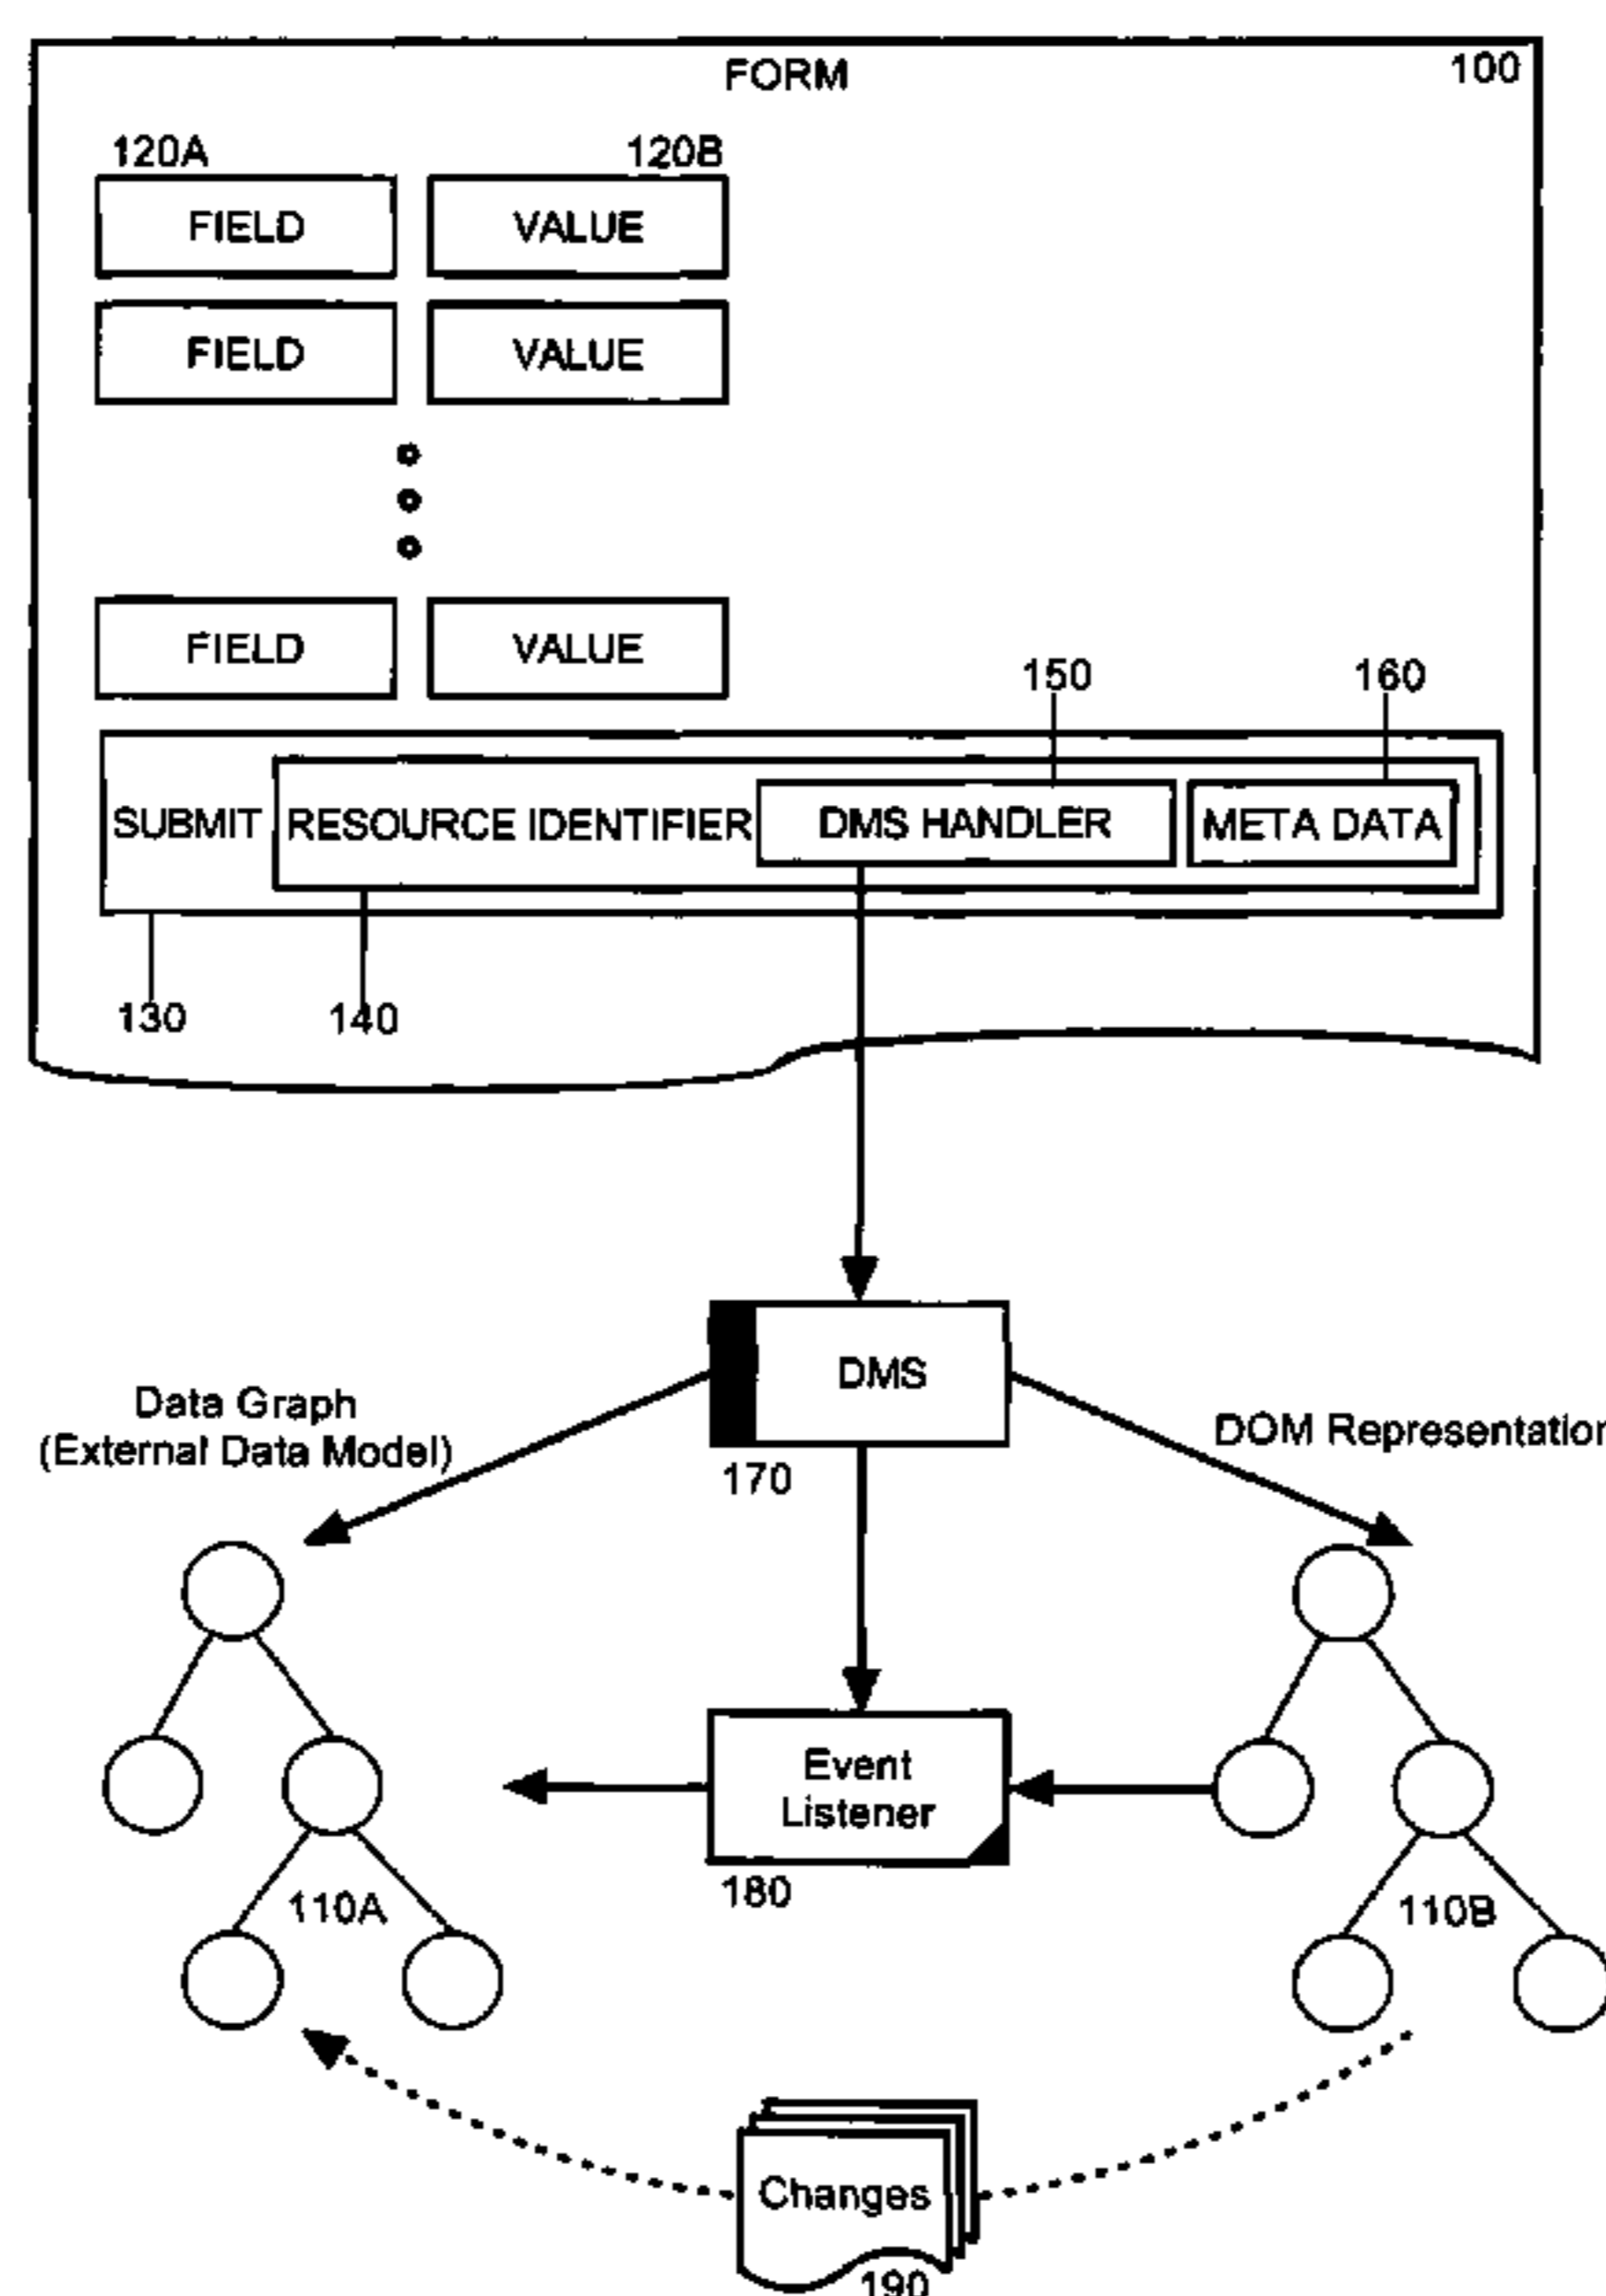 FORM
100
120A
120B
FIELD
VALUE
FIELD
VALUE
FIELD
VALUE
150
160
SUBMIT
RESOURCE IDENTIFIER
DMS HANDLER
META DATA
130
140
DMS
170
Data Graph
(External Data Model)
DOM Representation
Event
Listener
180
110A
110B
Changes
190